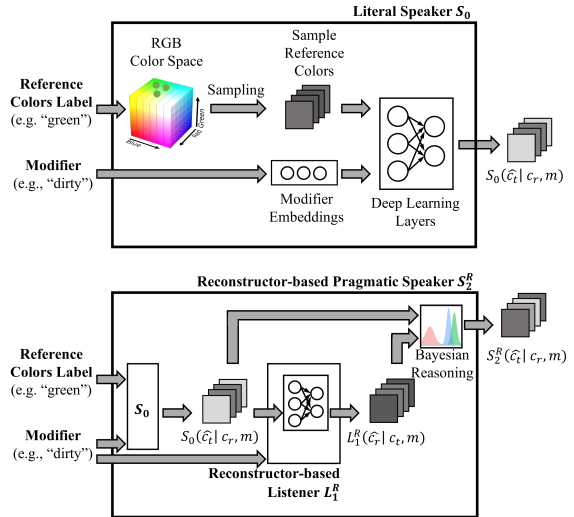 Literal Speaker S₀
RGB
Color Space
Sample
Reference
Colors
Reference
Colors Label
(e.g. “green”)
Sampling
Blue
Red
Green
Modifier
(e.g., “dirty”)
Modifier
Embeddings
Deep Learning
Layers
S₀(ĉₜ| cᵣ, m)
Reconstructor-based Pragmatic Speaker S₂ᴿ
Reference
Colors Label
(e.g. “green”)
S₀
Bayesian
Reasoning
S₂ᴿ(ĉₜ| cᵣ, m)
Modifier
(e.g., “dirty”)
S₀(ĉₜ| cᵣ, m)
L₁ᴿ(ĉᵣ| cₜ, m)
Reconstructor-based
Listener L₁ᴿ